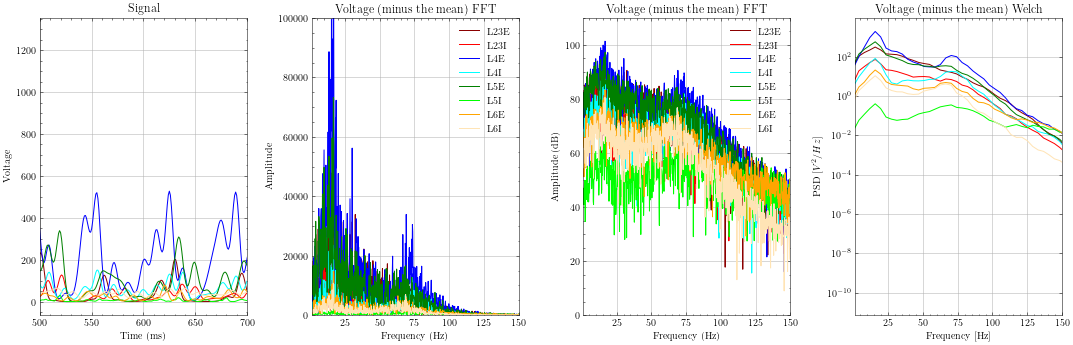 Signal
Voltage
1200
1000
800
600
400
200
0
500
550
600
650
700
Time (ms)
Voltage (minus the mean) FFT
Amplitude
100000
80000
60000
40000
20000
0
25
50
75
100
125
150
Frequency (Hz)
L23E
L23I
L4E
L4I
L5E
L5I
L6E
L6I
Voltage (minus the mean) FFT
Amplitude (dB)
100
80
60
40
20
0
25
50
75
100
125
150
Frequency (Hz)
L23E
L23I
L4E
L4I
L5E
L5I
L6E
L6I
Voltage (minus the mean) Welch
PSD [V²/Hz]
10²
10⁰
10⁻²
10⁻⁴
10⁻⁶
10⁻⁸
10⁻¹⁰
25
50
75
100
125
150
Frequency [Hz]